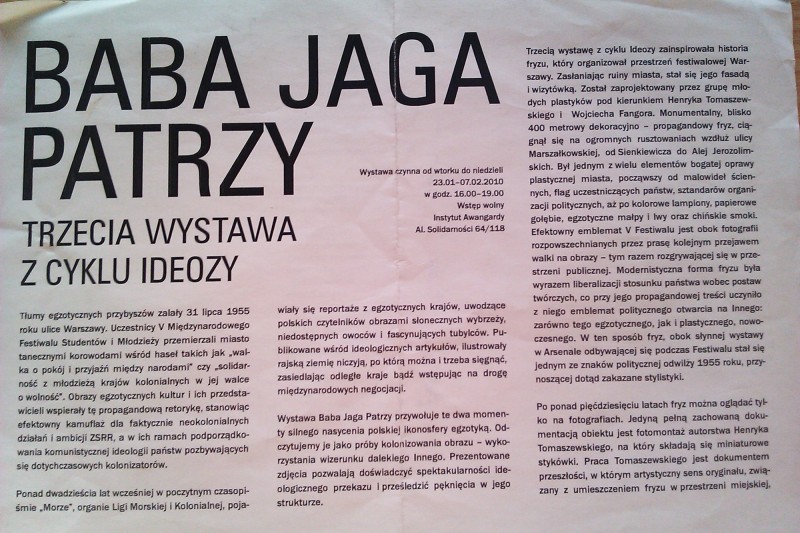 BABA JAGA
PATRZY
TRZECIA WYSTAWA
Z CYKLU IDEOZY
Wystawa czynna od wtorku do niedzieli
23.01–07.02.2010
w godz. 16.00–19.00
Wstęp wolny
Instytut Awangardy
Al. Solidarności 64/118
Tłumy egzotycznych przybyszów zalały 31 lipca 1955
roku ulice Warszawy. Uczestnicy V Międzynarodowego
Festiwalu Studentów i Młodzieży przemierzali miasto
tanecznymi korowodami wśród haseł takich jak „wal-
ka o pokój i przyjaźń między narodami” czy „solidar-
ność z młodzieżą krajów kolonialnych w jej walce
o wolność”. Obrazy egzotycznych kultur i ich przedsta-
wicieli wspierały tę propagandową retorykę, stanowiąc
efektowny kamuflaż dla faktycznie neokolonialnych
działań i ambicji ZSRR, a w ich ramach podporządko-
wania komunistycznej ideologii państw pozbywających
się dotychczasowych kolonizatorów.
Ponad dwadzieścia lat wcześniej w poczytnym czasopi-
śmie „Morze”, organie Ligi Morskiej i Kolonialnej, poja-
wiały się reportaże z egzotycznych krajów, uwodzące
polskich czytelników obrazami słonecznych wybrzeży,
niedostępnych owoców i fascynujących tubylców. Pu-
blikowane wśród ideologicznych artykułów, ilustrowały
rajską ziemię niczyją, po którą można i trzeba sięgnąć,
zasiedlając odległe kraje bądź wstępując na drogę
międzynarodowych negocjacji.
Wystawa Baba Jaga Patrzy przywołuje te dwa momen-
ty silnego nasycenia polskiej ikonosfery egzotyką. Od-
czytujemy je jako próby kolonizowania obrazu – wyko-
rzystania wizerunku dalekiego Innego. Prezentowane
zdjęcia pozwalają doświadczyć spektakularności ide-
ologicznego przekazu i prześledzić pęknięcia w jego
strukturze.
Trzecią wystawę z cyklu Ideozy zainspirowała historia
fryzu, który organizował przestrzeń festiwalowej War-
szawy. Zasłaniając ruiny miasta, stał się jego fasadą
i wizytówką. Został zaprojektowany przez grupę mło-
dych plastyków pod kierunkiem Henryka Tomaszew-
skiego i Wojciecha Fangora. Monumentalny, blisko
400 metrowy dekoracyjno – propagandowy fryz, cią-
gnął się na ogromnych rusztowaniach wzdłuż ulicy
Marszałkowskiej, od Sienkiewicza do Alej Jerozolim-
skich. Był jednym z wielu elementów bogatej oprawy
plastycznej miasta, począwszy od malowideł ścien-
nych, flag uczestniczących państw, sztandarów organi-
zacji politycznych, aż po kolorowe lampiony, papierowe
gołębie, egzotyczne małpy i lwy oraz chińskie smoki.
Efektowny emblemat V Festiwalu jest obok fotografii
rozpowszechnianych przez prasę kolejnym przejawem
walki na obrazy – tym razem rozgrywającej się w prze-
strzeni publicznej. Modernistyczna forma fryzu była
wyrazem liberalizacji stosunku państwa wobec postaw
twórczych, co przy jego propagandowej treści uczyniło
z niego emblemat politycznego otwarcia na Innego:
zarówno tego egzotycznego, jak i plastycznego, nowo-
czesnego. W ten sposób fryz, obok słynnej wystawy
w Arsenale odbywającej się podczas Festiwalu stał się
jednym ze znaków politycznej odwilży 1955 roku, przy-
noszącej dotąd zakazane stylistyki.
Po ponad pięćdziesięciu latach fryz można oglądać tyl-
ko na fotografiach. Jedyną pełną zachowaną doku-
mentacją obiektu jest fotomontaż autorstwa Henryka
Tomaszewskiego, na który składają się miniaturowe
stykówki. Praca Tomaszewskiego jest dokumentem
przeszłości, w którym artystyczny sens oryginału, zwią-
zany z umieszczeniem fryzu w przestrzeni miejskiej,